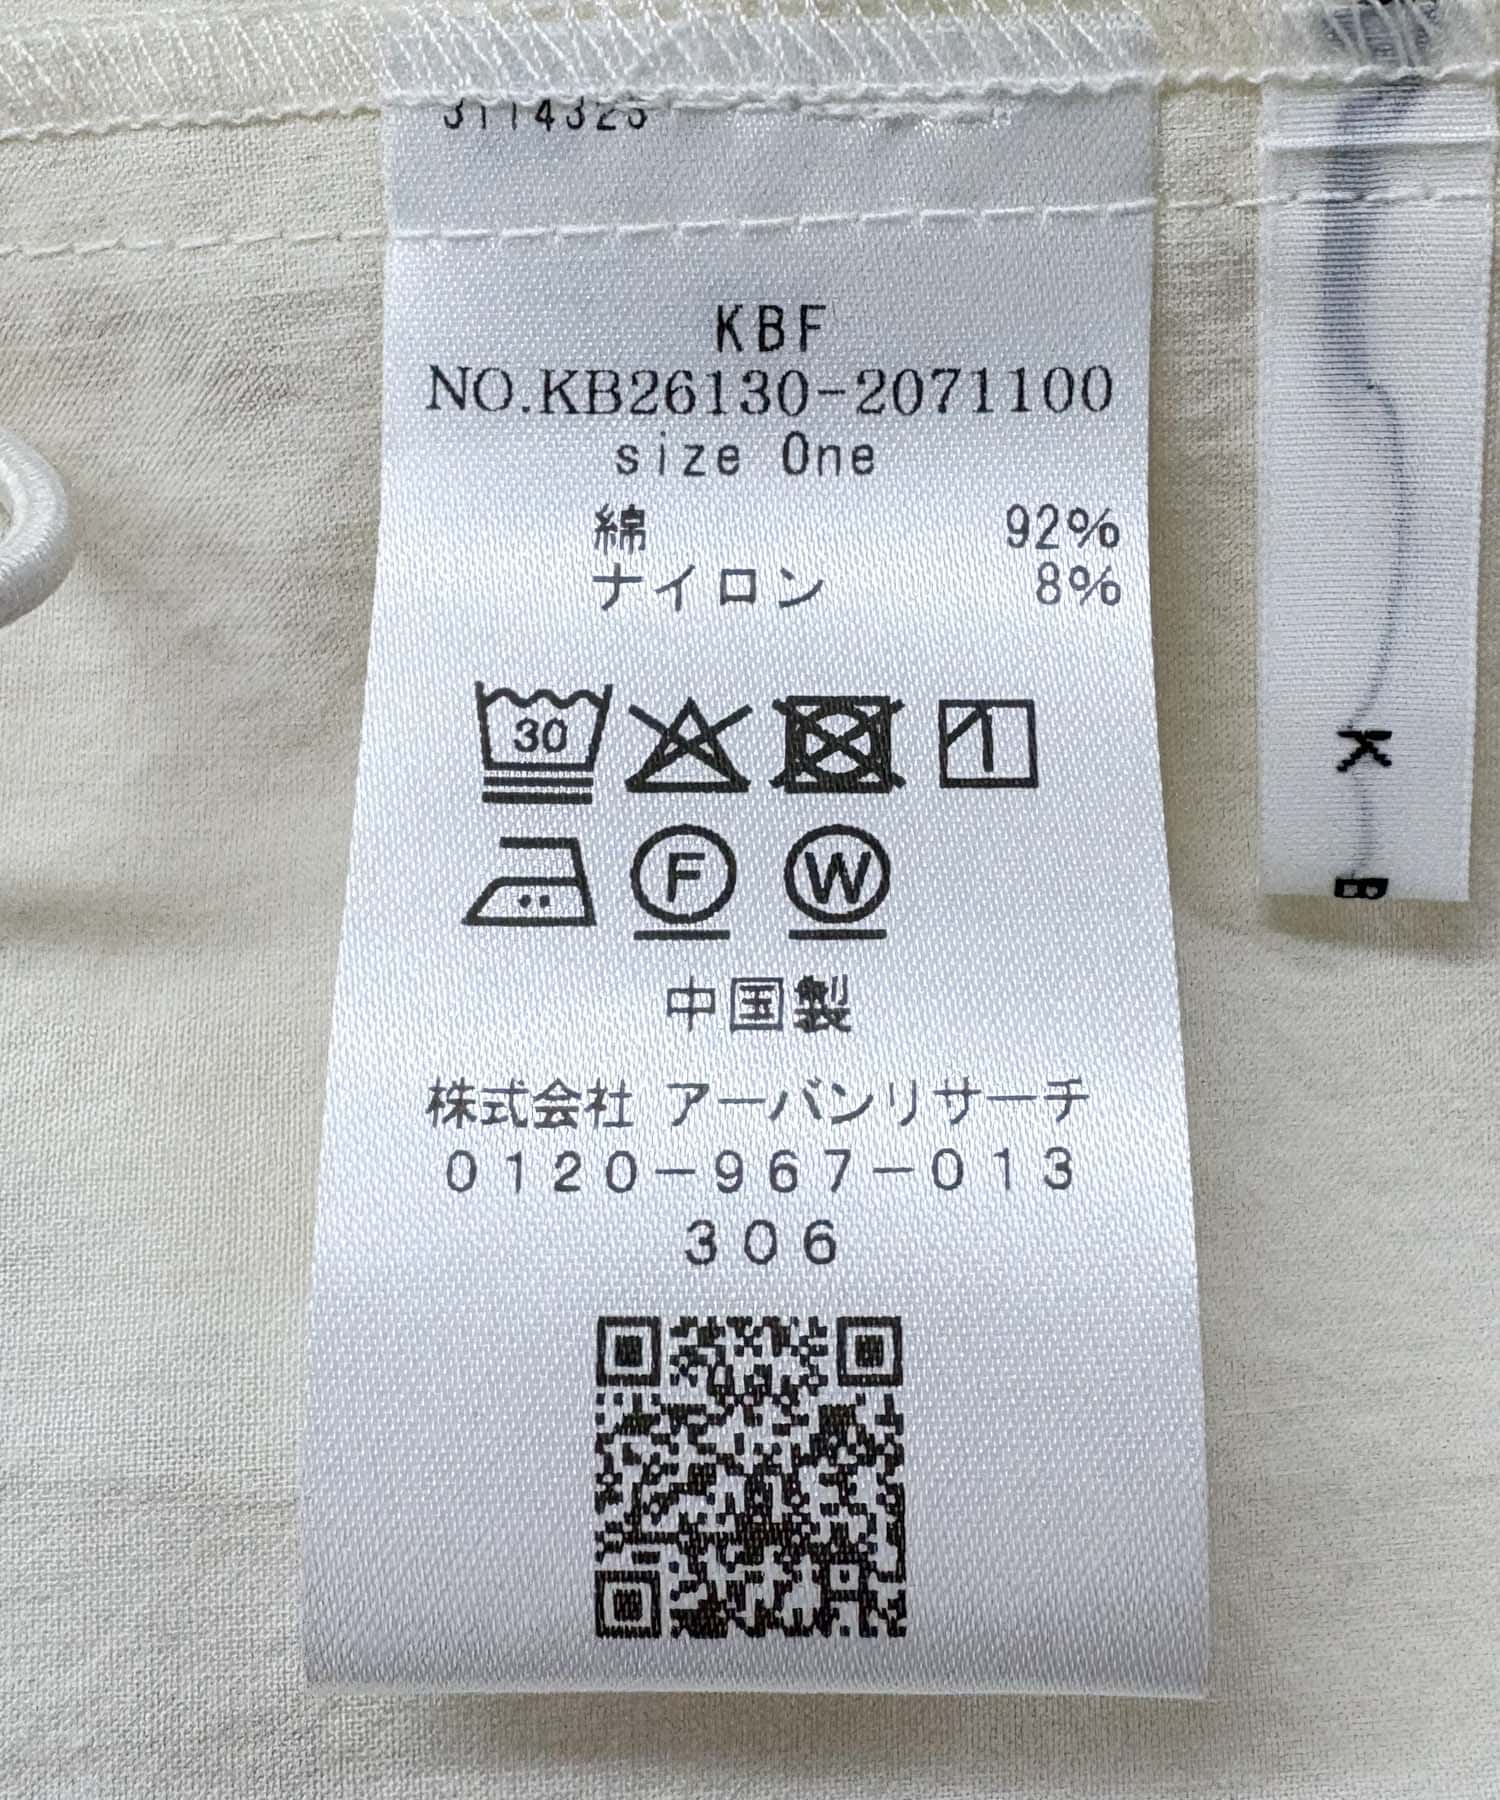 KBF
NO.KB26130-2071100
size One
綿 92%
ナイロン 8%
30
1
F W
中国製
株式会社 アーバンリサーチ
0120-967-013
306
K
B